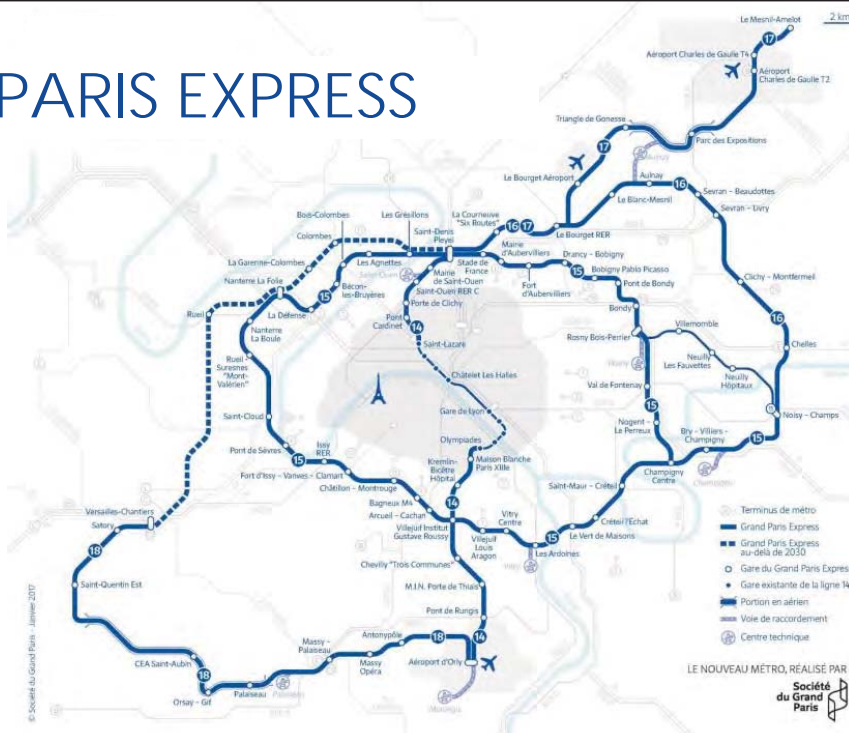 PARIS EXPRESS
Le Mesnil-Amelot
2 km
17
Aéroport Charles de Gaulle T4
Aéroport
Charles de Gaulle T2
Triangle de Gonesse
17
Parc des Expositions
Aulnay
Le Bourget Aéroport
Aulnay
16
Sevran - Beaudottes
Le Blanc-Mesnil
Sevran - Livry
Bois-Colombes
Les Grésillons
La Courneuve
"Six Routes"
16
17
Colombes
Saint-Denis
Pleyel
Le Bourget RER
La Garenne-Colombes
Les Agnettes
Stade de
France
Mairie
d'Aubervilliers
Drancy - Bobigny
Nanterre La Folie
Saint-Ouen
Mairie
de Saint-Ouen
15
Bobigny Pablo Picasso
Clichy - Montfermeil
15
Bécon-
les-Bruyères
Saint-Ouen RER C
Fort
d'Aubervilliers
Pont de Bondy
Rueil
La Défense
Porte de Clichy
Bondy
16
Nanterre
La Boule
Pont
Cardinet
14
Villemomble
Rosny Bois-Perrier
Chelles
Saint-Lazare
Rueil -
Suresnes
"Mont-
Valérien"
Châtelet Les Halles
Rosny
Neuilly
Les Fauvettes
Val de Fontenay
Neuilly
Hôpitaux
Saint-Cloud
Gare de Lyon
15
Noisy - Champs
Nogent -
Le Perreux
Bry - Villiers -
Champigny
15
Pont de Sèvres
Issy
RER
Olympiades
15
Kremlin-
Bicêtre
Hôpital
Maison Blanche
Paris XIIIe
Champigny
Centre
Champigny
Fort d'Issy - Vanves - Clamart
Saint-Maur - Créteil
Châtillon - Montrouge
14
Versailles-Chantiers
Bagneux M4
Vitry
Centre
Créteil l'Echat
Satory
Arcueil - Cachan
15
Le Vert de Maisons
18
Villejuif Institut
Gustave Roussy
Villejuif
Louis
Aragon
Les Ardoines
Vitry
Chevilly "Trois Communes"
Saint-Quentin Est
M.I.N. Porte de Thiais
Pont de Rungis
Antonypôle
18
14
Massy -
Palaiseau
CEA Saint-Aubin
Massy
Opéra
Aéroport d'Orly
18
Orsay - Gif
Palaiseau
Palaiseau
Morangis
Terminus de métro
Grand Paris Express
Grand Paris Express
au-delà de 2030
Gare du Grand Paris Express
Gare existante de la ligne 14
Portion en aérien
Voie de raccordement
Centre technique
LE NOUVEAU MÉTRO, RÉALISÉ PAR
Société
du Grand
Paris
© Société du Grand Paris - Janvier 2017